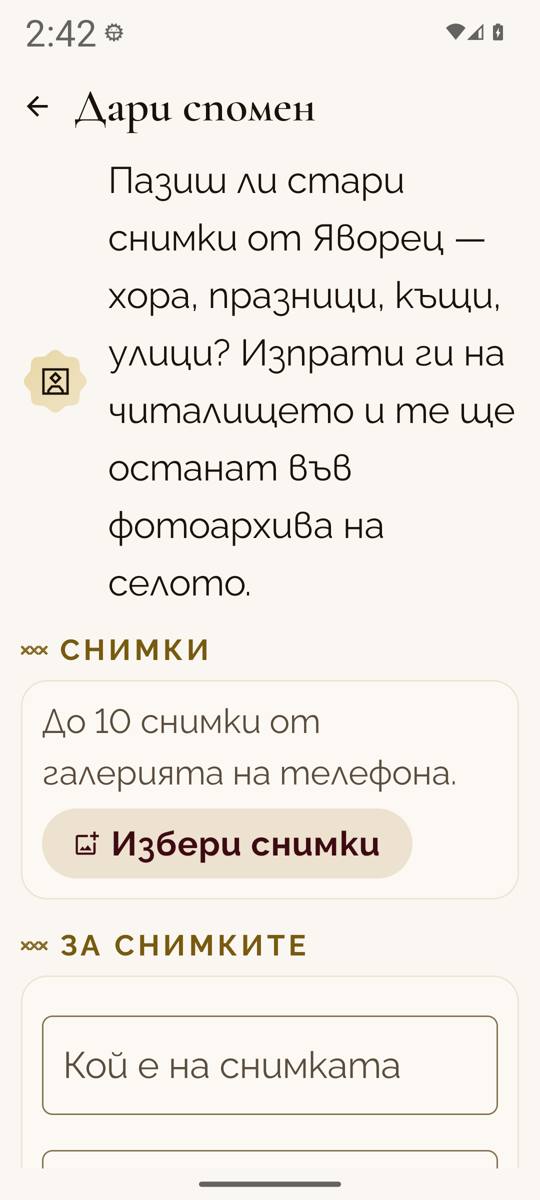 2:42
Дари спомен
Пазиш ли стари
снимки от Яворец —
хора, празници, къщи,
улици? Изпрати ги на
читалището и те ще
останат във
фотоархива на
селото.
СНИМКИ
До 10 снимки от
галерията на телефона.
Избери снимки
ЗА СНИМКИТЕ
Кой е на снимката